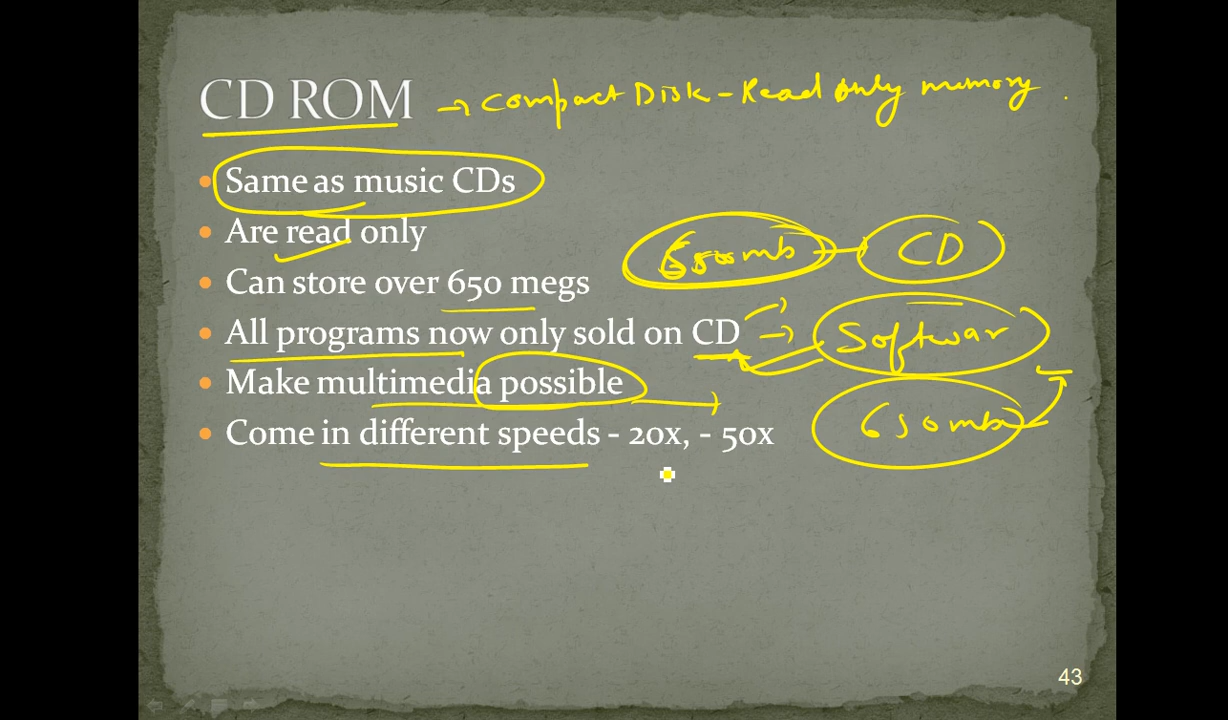 CD ROM → Compact Disk - Read only memory .
• Same as music CDs
• Are read only
CD
• Can store over 650 megs
• All programs now only sold on CD → Softwar
• Make multimedia possible
650mb
• Come in different speeds - 20x, - 50x
43